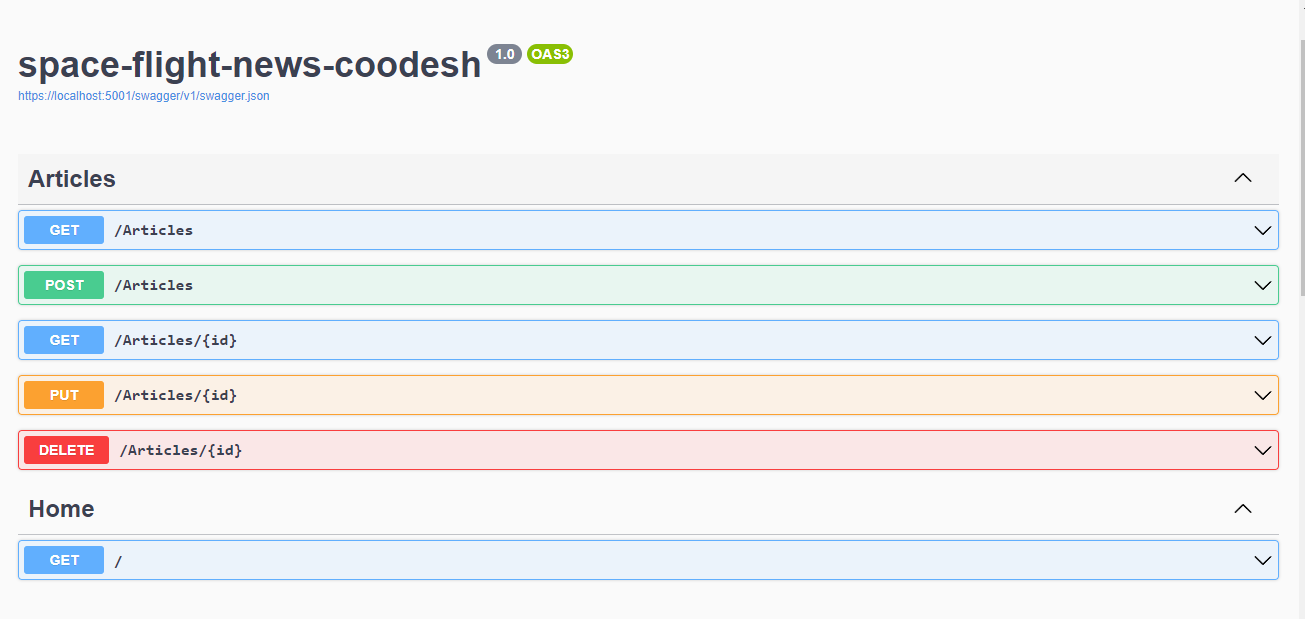 space-flight-news-coodesh 1.0 OAS3
https://localhost:5001/swagger/v1/swagger.json
Articles
GET /Articles
POST /Articles
GET /Articles/{id}
PUT /Articles/{id}
DELETE /Articles/{id}
Home
GET /